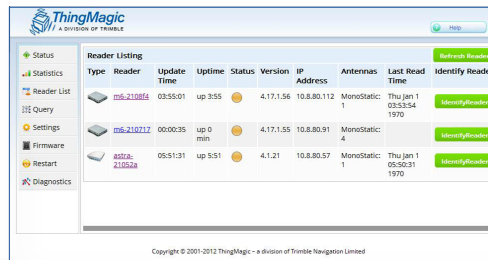 ThingMagic
A DIVISION OF TRIMBLE
Help
Status
Statistics
Reader List
Query
Settings
Firmware
Restart
Diagnostics
Reader Listing
Refresh Reader
Type Reader Update Time Uptime Status Version IP Address Antennas Last Read Time Identify Reade
m6-2108f4 03:55:01 up 3:55 4.17.1.56 10.8.80.112 MonoStatic: 1 Thu Jan 1 03:53:54 1970 IdentifyReader
m6-210717 00:00:35 up 0 min 4.17.1.55 10.8.80.91 MonoStatic: 4 IdentifyReader
astra-21052a 05:51:31 up 5:51 4.1.21 10.8.80.57 MonoStatic: 1 Thu Jan 1 05:50:31 1970 IdentifyReader
Copyright © 2001-2012 ThingMagic – a division of Trimble Navigation Limited